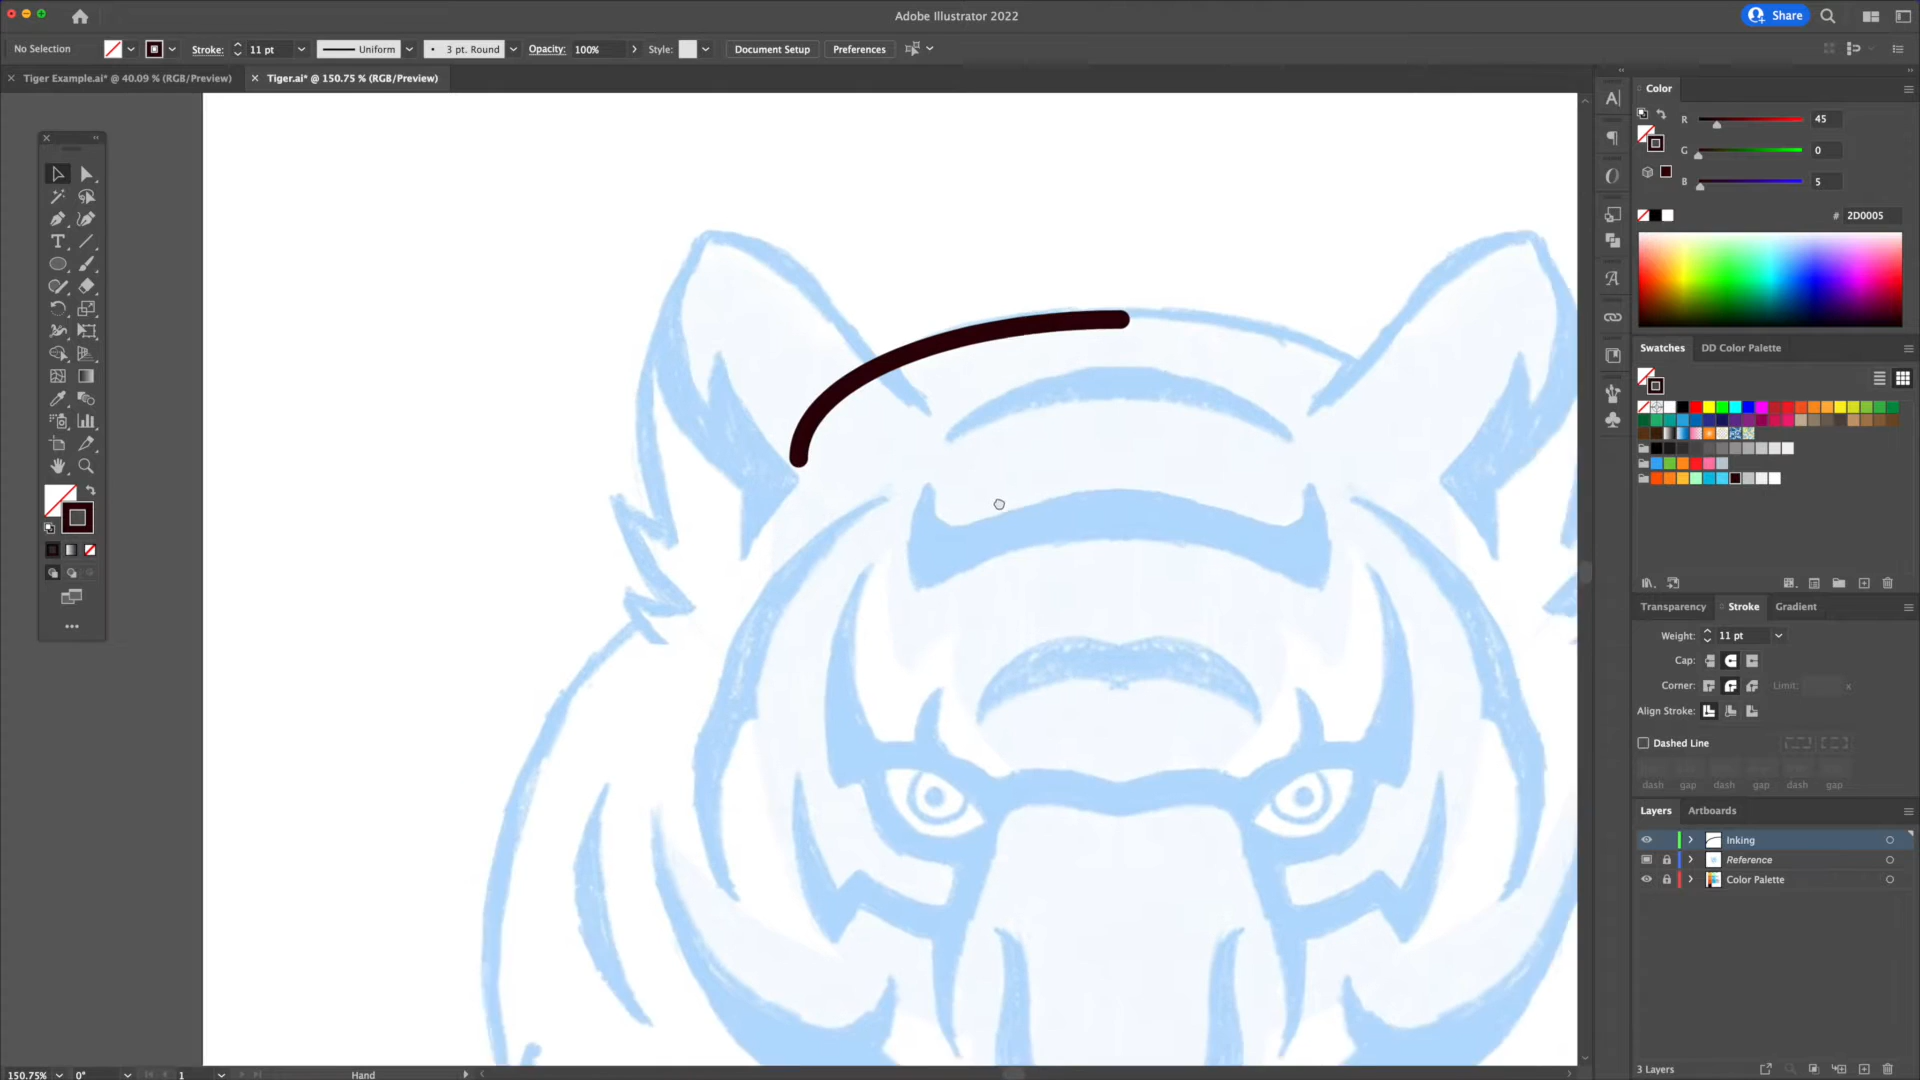 Adobe Illustrator 2022
Share
No Selection
Stroke:
11 pt
Uniform
3 pt. Round
Opacity:
100%
Style:
Document Setup
Preferences
Tiger Example.ai* @ 40.09 % (RGB/Preview)
Tiger.ai* @ 150.75 % (RGB/Preview)
Color
R
45
G
0
B
5
#
2D0005
Swatches
DD Color Palette
Transparency
Stroke
Gradient
Weight:
11 pt
Cap:
Corner:
Limit:
x
Align Stroke:
Dashed Line
dash
gap
dash
gap
dash
gap
Layers
Artboards
Inking
Reference
Color Palette
3 Layers
150.75%
0°
1
Hand